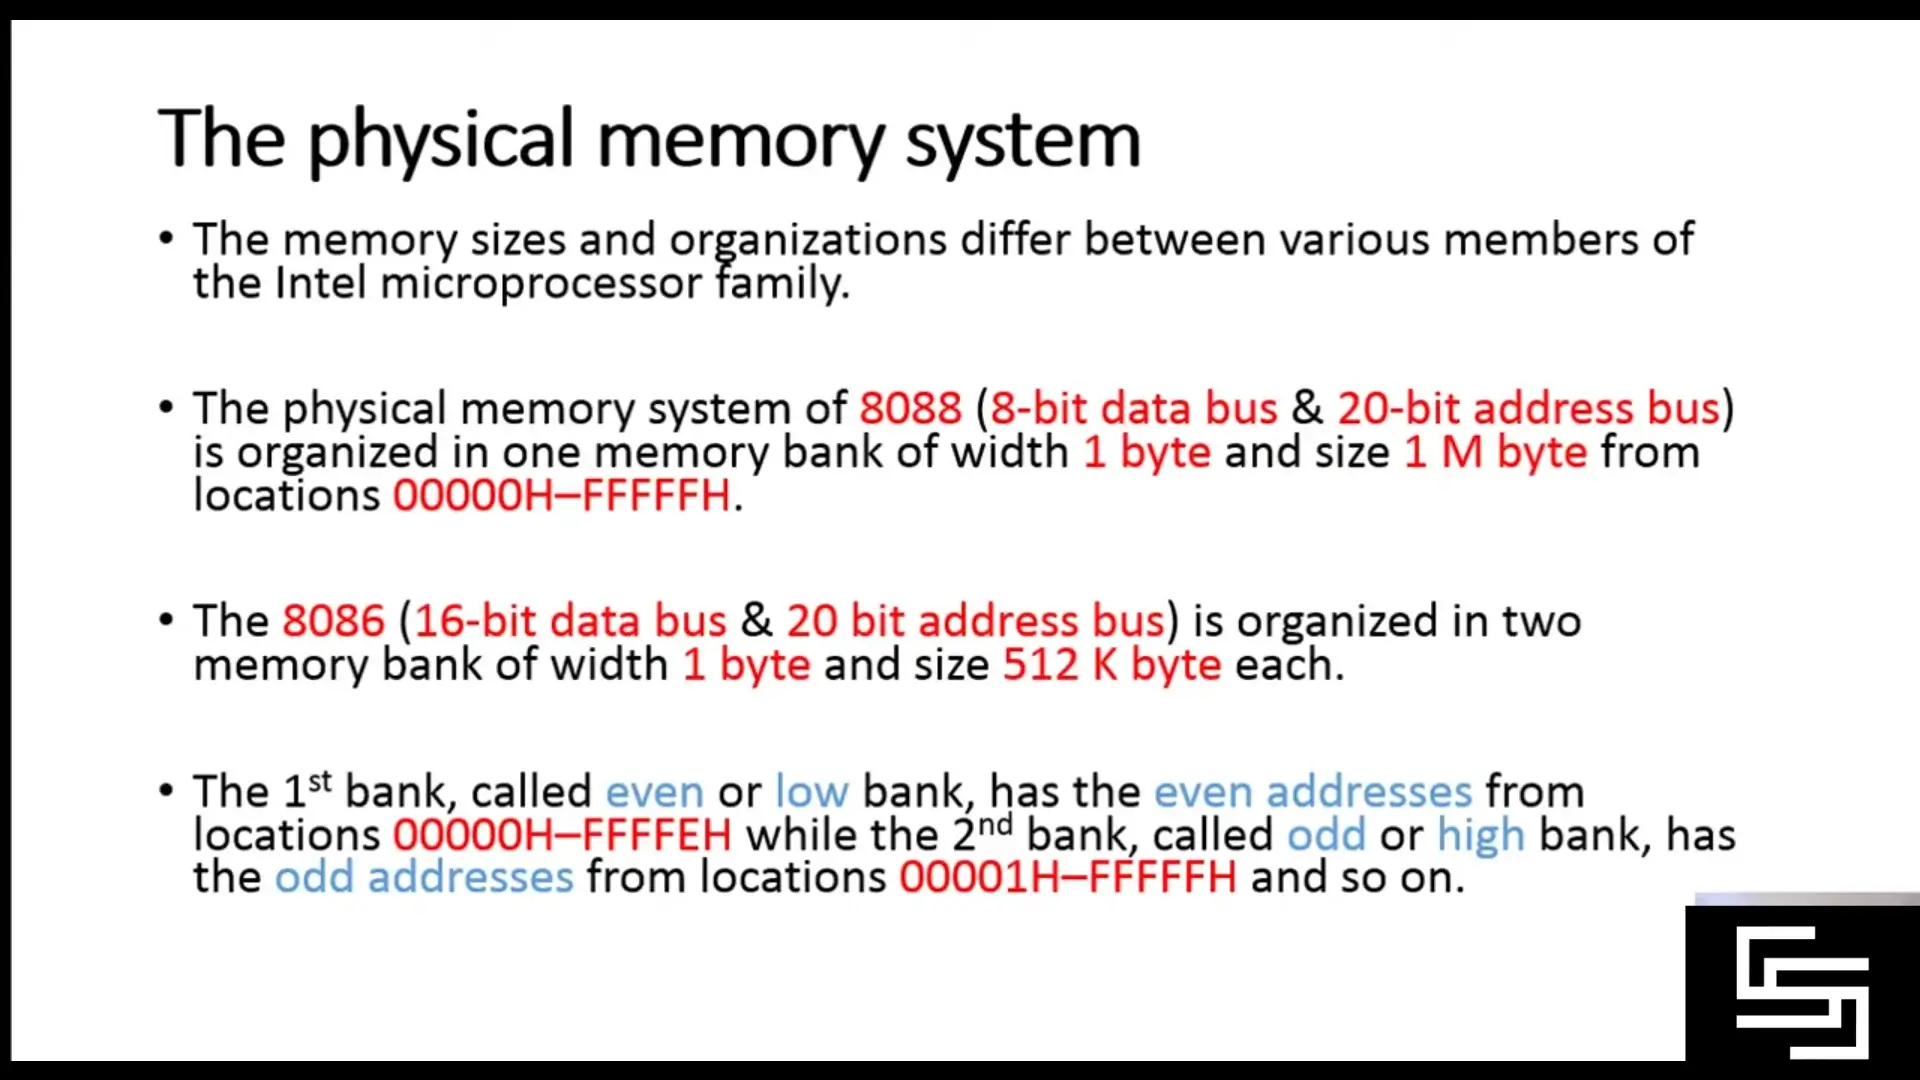 The physical memory system
• The memory sizes and organizations differ between various members of
the Intel microprocessor family.
• The physical memory system of 8088 (8-bit data bus & 20-bit address bus)
is organized in one memory bank of width 1 byte and size 1 M byte from
locations 00000H–FFFFFH.
• The 8086 (16-bit data bus & 20 bit address bus) is organized in two
memory bank of width 1 byte and size 512 K byte each.
• The 1st bank, called even or low bank, has the even addresses from
locations 00000H–FFFFEH while the 2nd bank, called odd or high bank, has
the odd addresses from locations 00001H–FFFFFH and so on.